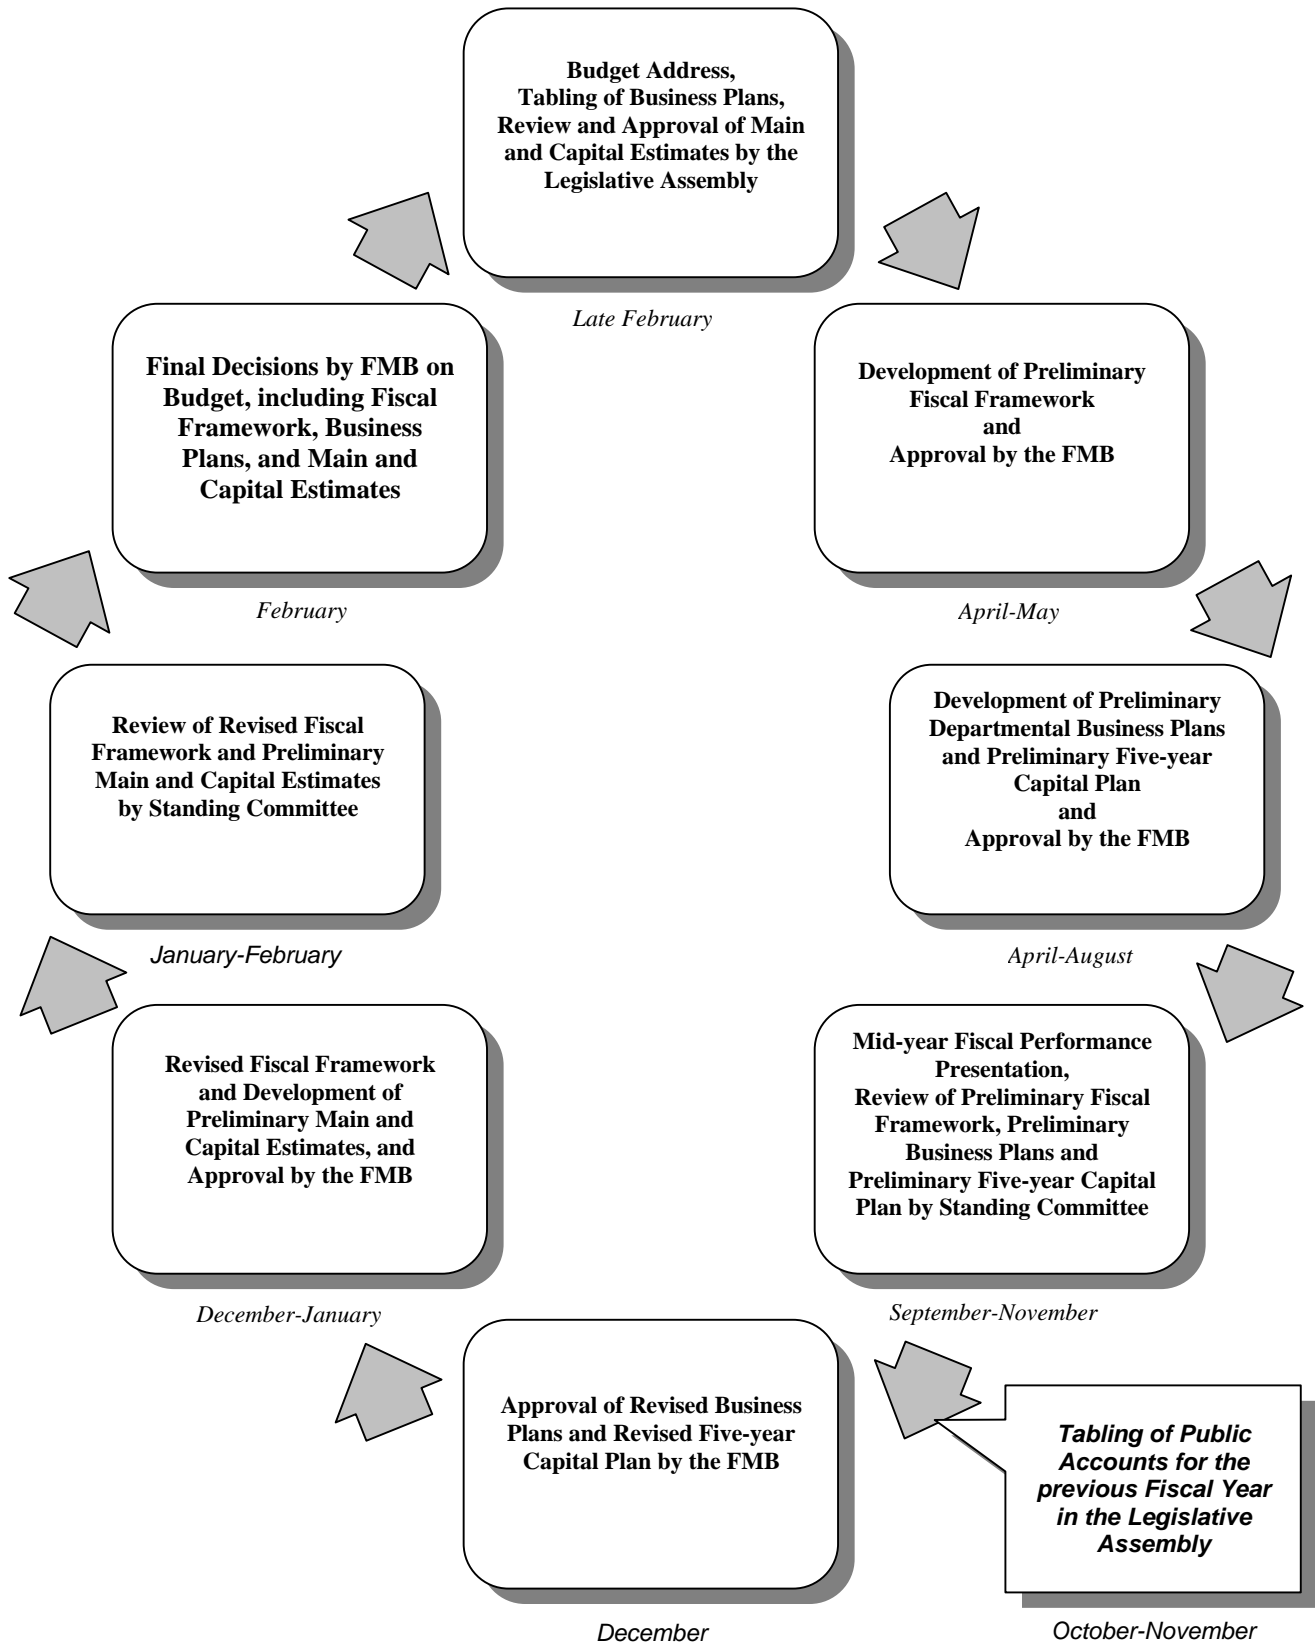 Budget Address,
Tabling of Business Plans,
Review and Approval of Main
and Capital Estimates by the
Legislative Assembly
Late February
Development of Preliminary
Fiscal Framework
and
Approval by the FMB
April-May
Development of Preliminary
Departmental Business Plans
and Preliminary Five-year
Capital Plan
and
Approval by the FMB
April-August
Mid-year Fiscal Performance
Presentation,
Review of Preliminary Fiscal
Framework, Preliminary
Business Plans and
Preliminary Five-year Capital
Plan by Standing Committee
September-November
Tabling of Public
Accounts for the
previous Fiscal Year
in the Legislative
Assembly
October-November
Approval of Revised Business
Plans and Revised Five-year
Capital Plan by the FMB
December
Revised Fiscal Framework
and Development of
Preliminary Main and
Capital Estimates, and
Approval by the FMB
December-January
Review of Revised Fiscal
Framework and Preliminary
Main and Capital Estimates
by Standing Committee
January-February
Final Decisions by FMB on
Budget, including Fiscal
Framework, Business
Plans, and Main and
Capital Estimates
February